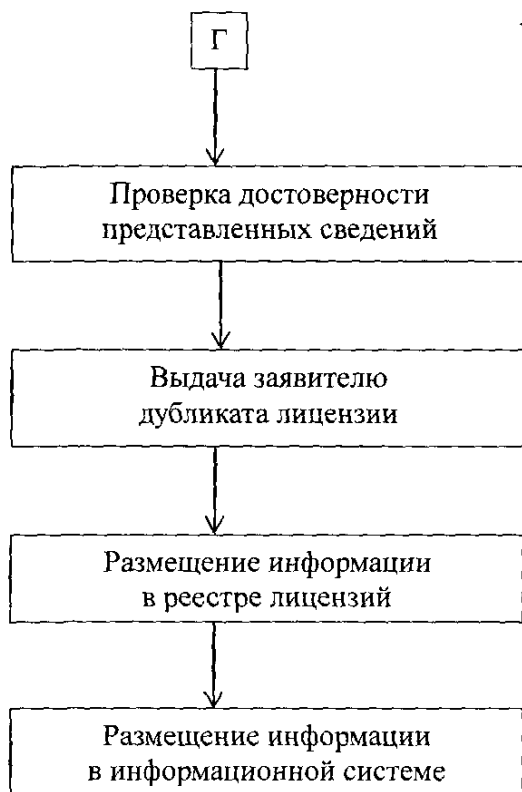 Г
Проверка достоверности
представленных сведений
Выдача заявителю
дубликата лицензии
Размещение информации
в реестре лицензий
Размещение информации
в информационной системе